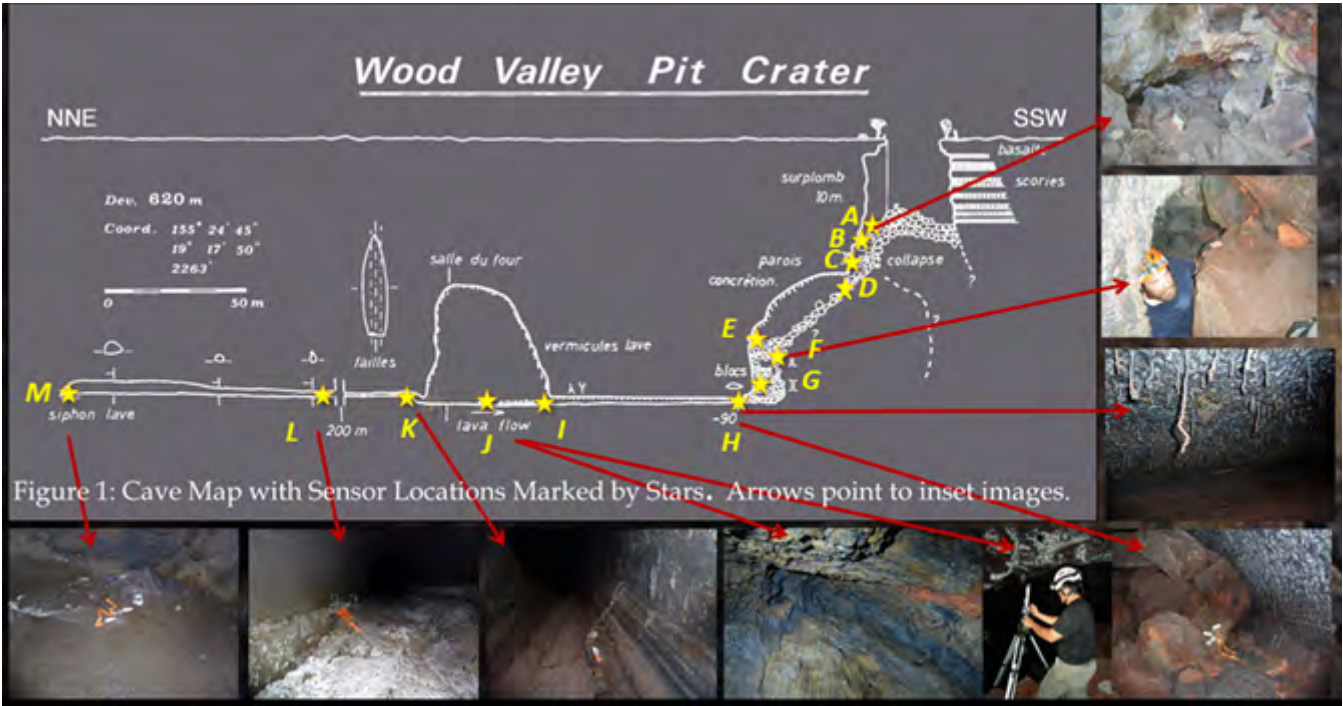 Wood Valley Pit Crater
NNE
SSW
basalte
scories
surplomb
10m.
Dev. 620 m
Coord. 155° 24' 45"
19° 17' 50"
2263'
0 50 m
A
B
C
D
collapse
?
salle du four
parois
concrétion.
E
F
G
?
?
failles
vermicules lave
blocs
M
siphon lave
L
200 m
K
lava flow
J
I
-90
H
Figure 1: Cave Map with Sensor Locations Marked by Stars. Arrows point to inset images.